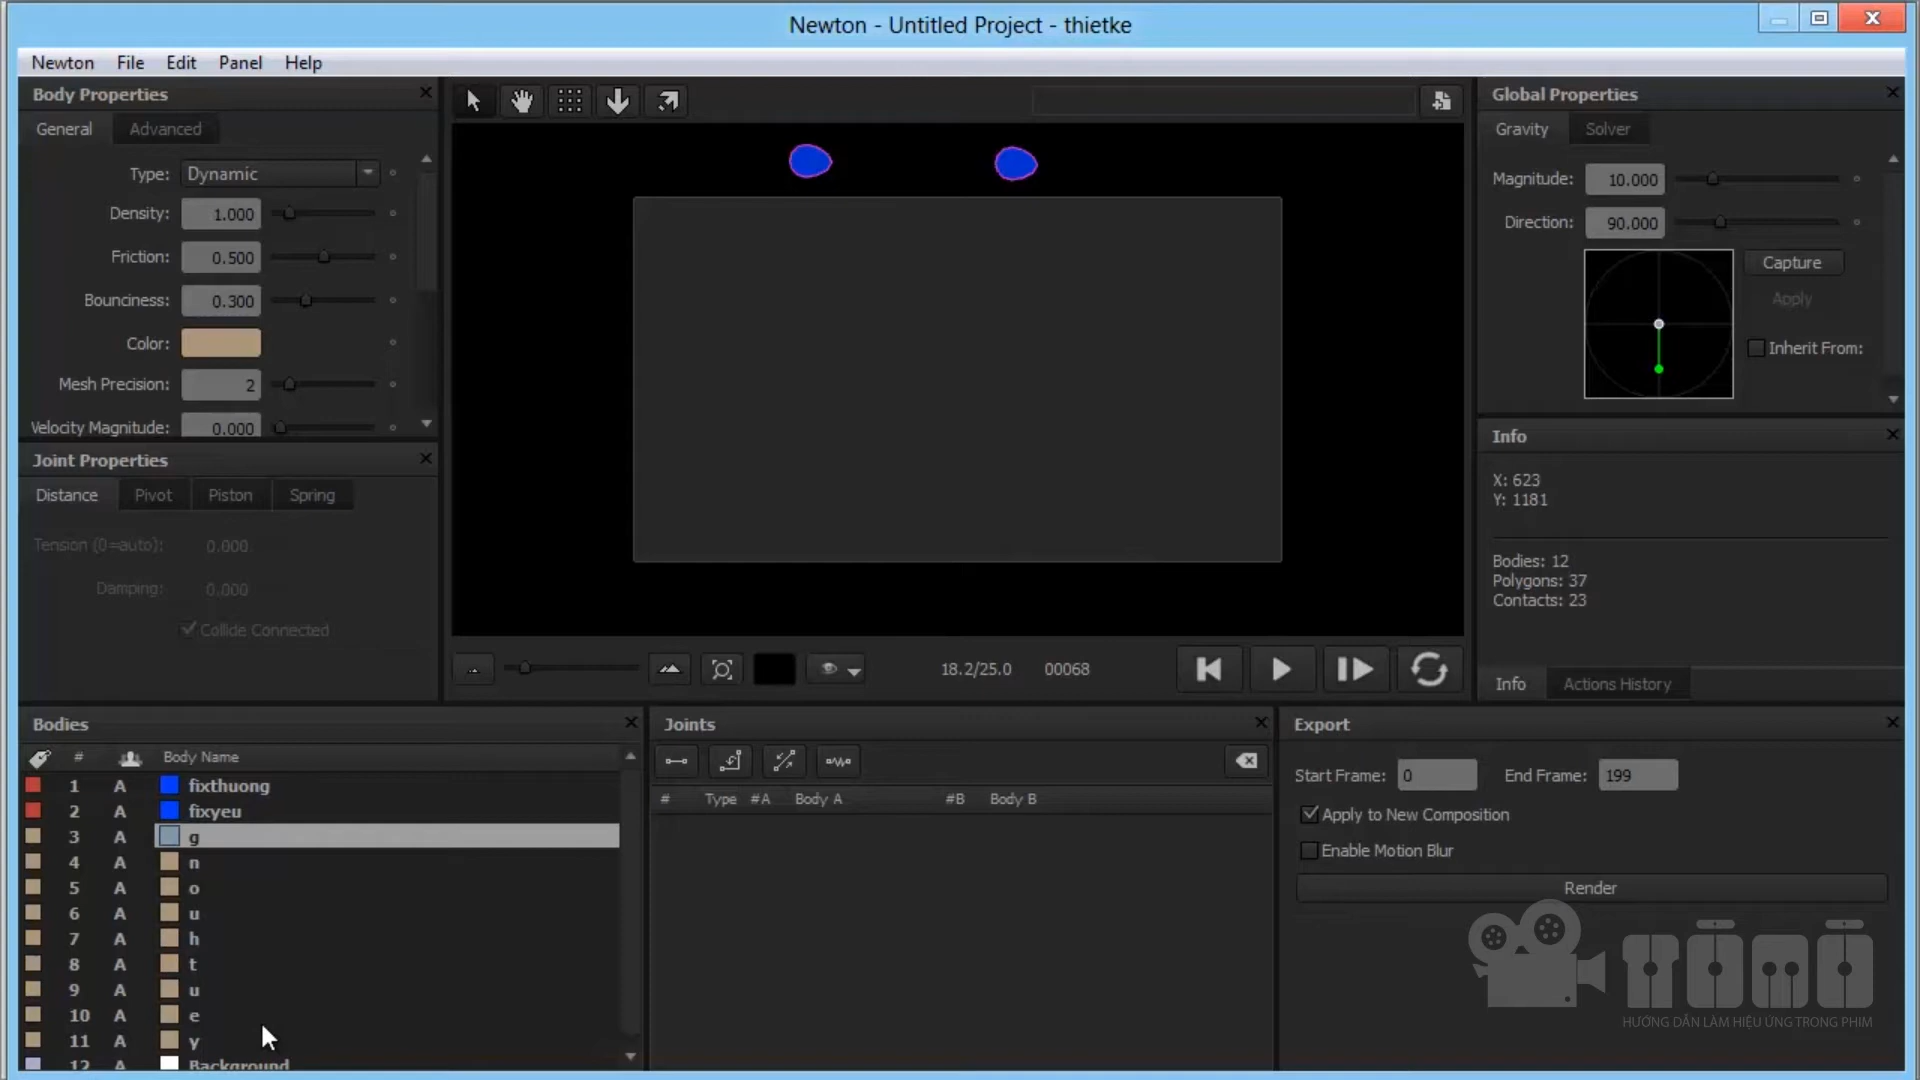 Newton - Untitled Project - thietke
Newton File Edit Panel Help
Body Properties
General Advanced
Type: Dynamic
Density: 1.000
Friction: 0.500
Bounciness: 0.300
Color:
Mesh Precision: 2
Velocity Magnitude: 0.000
Joint Properties
Distance Pivot Piston Spring
Tension (0=auto): 0.000
Damping: 0.000
Collide Connected
18.2/25.0 00068
Global Properties
Gravity Solver
Magnitude: 10.000
Direction: 90.000
Capture
Apply
Inherit From:
Info
X: 623
Y: 1181
Bodies: 12
Polygons: 37
Contacts: 23
Info Actions History
Bodies
# Body Name
1 A fixthuong
2 A fixyeu
3 A g
4 A n
5 A o
6 A u
7 A h
8 A t
9 A u
10 A e
11 A y
12 A Background
Joints
# Type #A Body A #B Body B
Export
Start Frame: 0 End Frame: 199
Apply to New Composition
Enable Motion Blur
Render
HƯỚNG DẪN LÀM HIỆU ỨNG TRONG PHIM